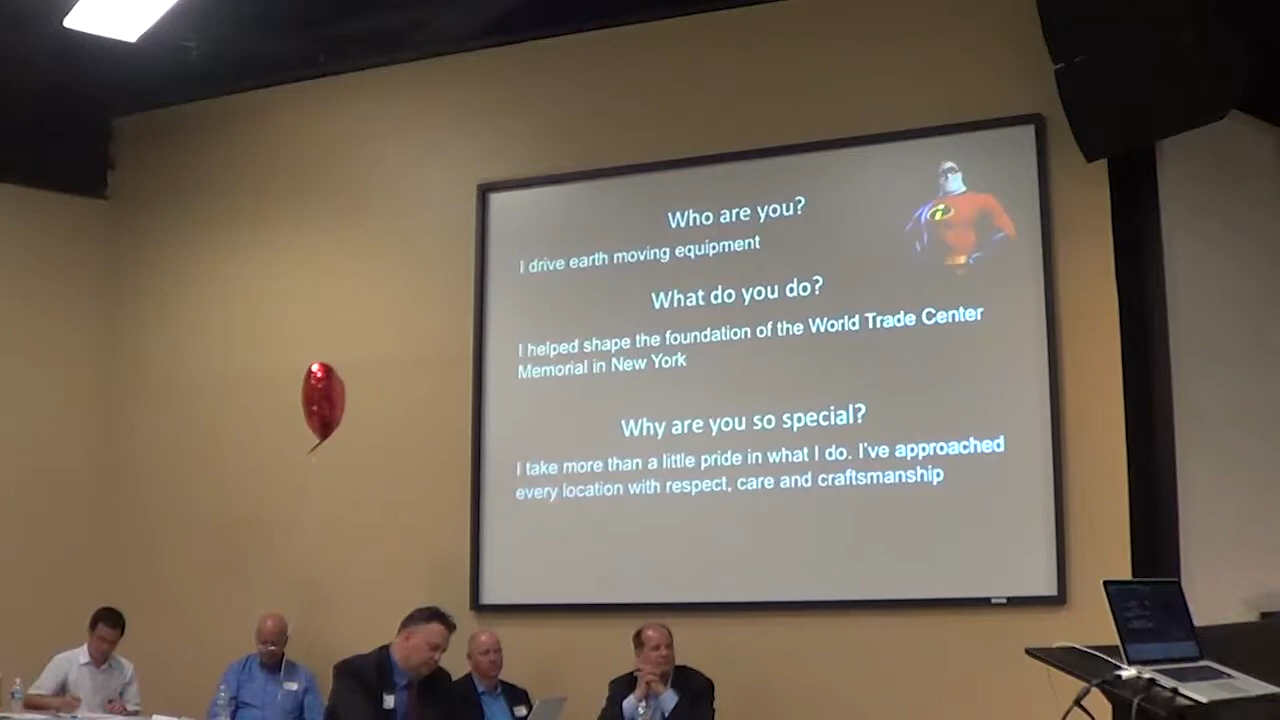 Who are you?
I drive earth moving equipment
What do you do?
I helped shape the foundation of the World Trade Center
Memorial in New York
Why are you so special?
I take more than a little pride in what I do. I've approached
every location with respect, care and craftsmanship